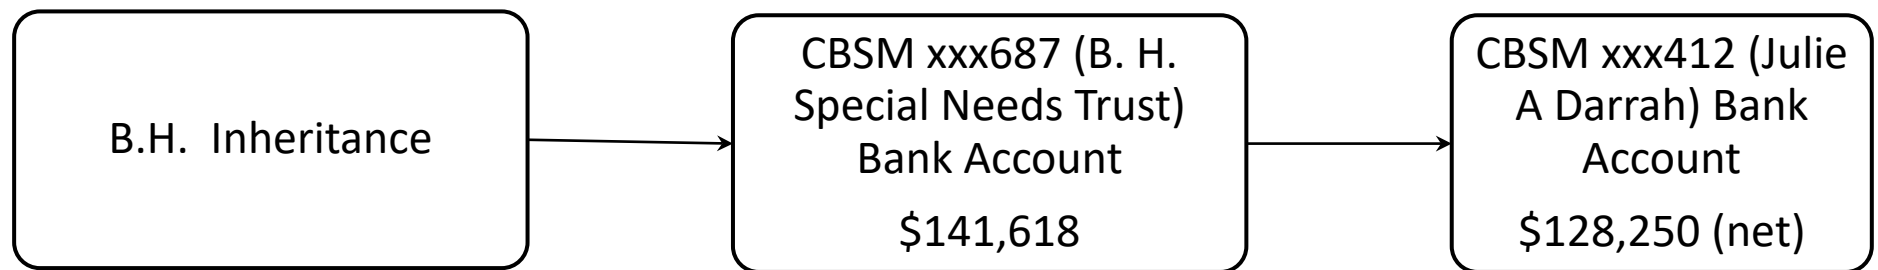 B.H. Inheritance
CBSM xxx687 (B. H.
Special Needs Trust)
Bank Account
$141,618
CBSM xxx412 (Julie
A Darrah) Bank
Account
$128,250 (net)